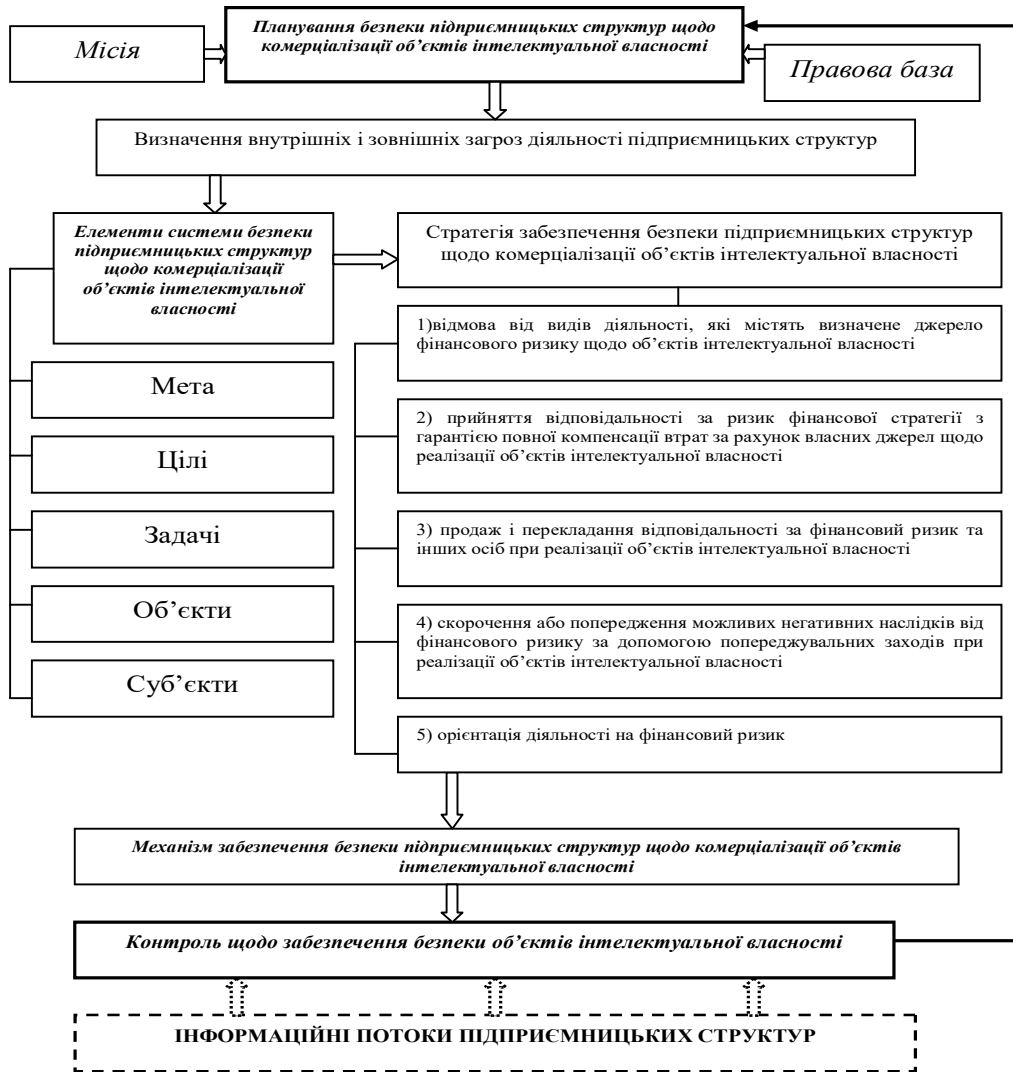 Планування безпеки підприємницьких структур щодо
комерціалізації об’єктів інтелектуальної власності
Місія
Правова база
Визначення внутрішніх і зовнішніх загроз діяльності підприємницьких структур
Елементи системи безпеки
підприємницьких структур
щодо комерціалізації
об’єктів інтелектуальної
власності
Стратегія забезпечення безпеки підприємницьких структур
щодо комерціалізації об’єктів інтелектуальної власності
Мета
Цілі
Задачі
Об’єкти
Суб’єкти
1)відмова від видів діяльності, які містять визначене джерело
фінансового ризику щодо об’єктів інтелектуальної власності
2) прийняття відповідальності за ризик фінансової стратегії з
гарантією повної компенсації втрат за рахунок власних джерел щодо
реалізації об’єктів інтелектуальної власності
3) продаж і перекладання відповідальності за фінансовий ризик та
інших осіб при реалізації об’єктів інтелектуальної власності
4) скорочення або попередження можливих негативних наслідків від
фінансового ризику за допомогою попереджувальних заходів при
реалізації об’єктів інтелектуальної власності
5) орієнтація діяльності на фінансовий ризик
Механізм забезпечення безпеки підприємницьких структур щодо комерціалізації об’єктів
інтелектуальної власності
Контроль щодо забезпечення безпеки об’єктів інтелектуальної власності
ІНФОРМАЦІЙНІ ПОТОКИ ПІДПРИЄМНИЦЬКИХ СТРУКТУР